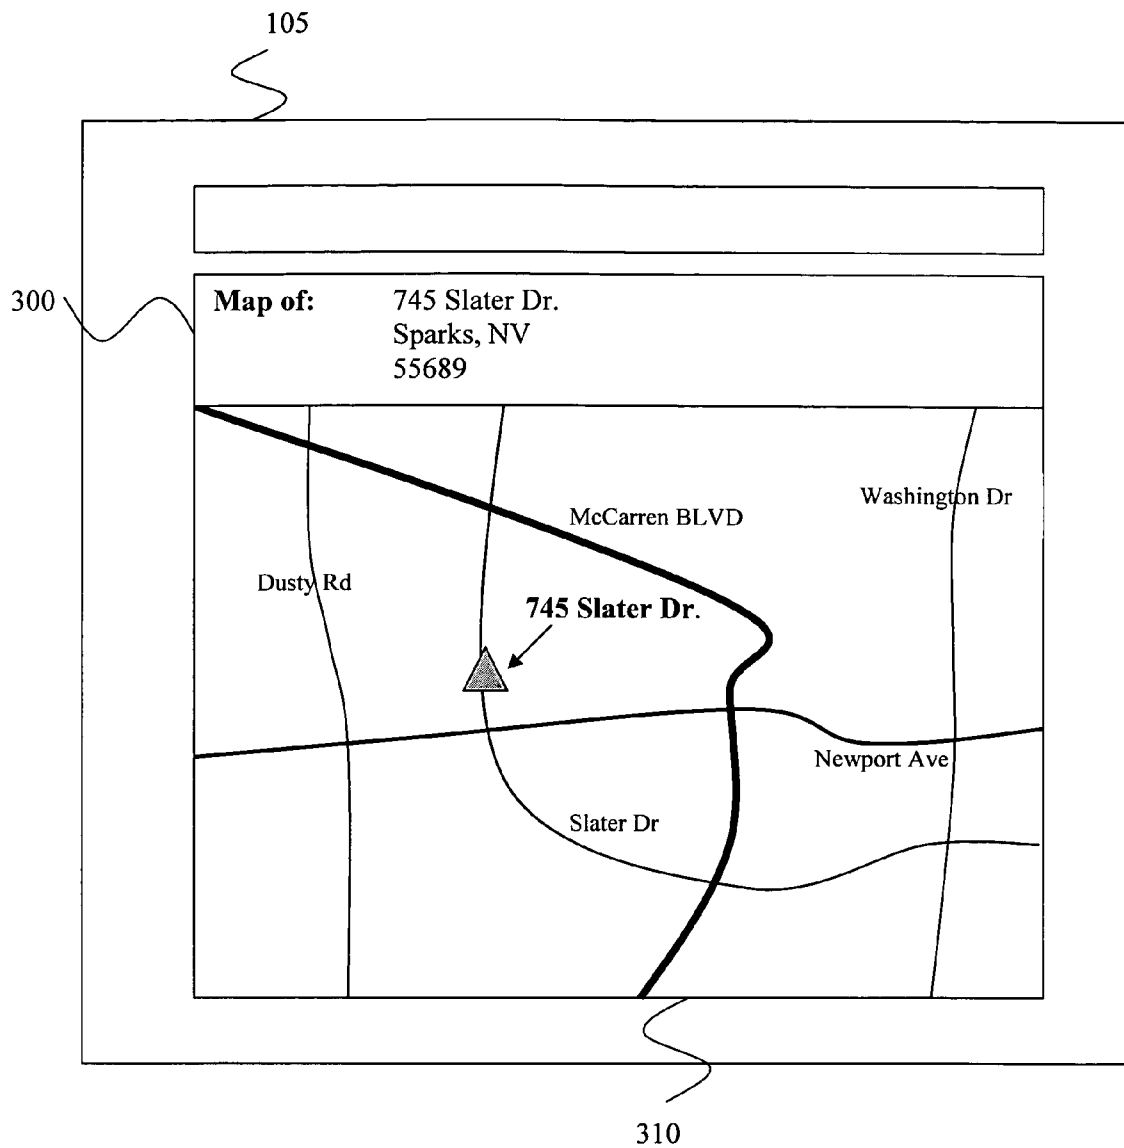 105
300
Map of: 745 Slater Dr.
Sparks, NV
55689
Washington Dr
McCarren BLVD
Dusty Rd
745 Slater Dr.
Newport Ave
Slater Dr
310